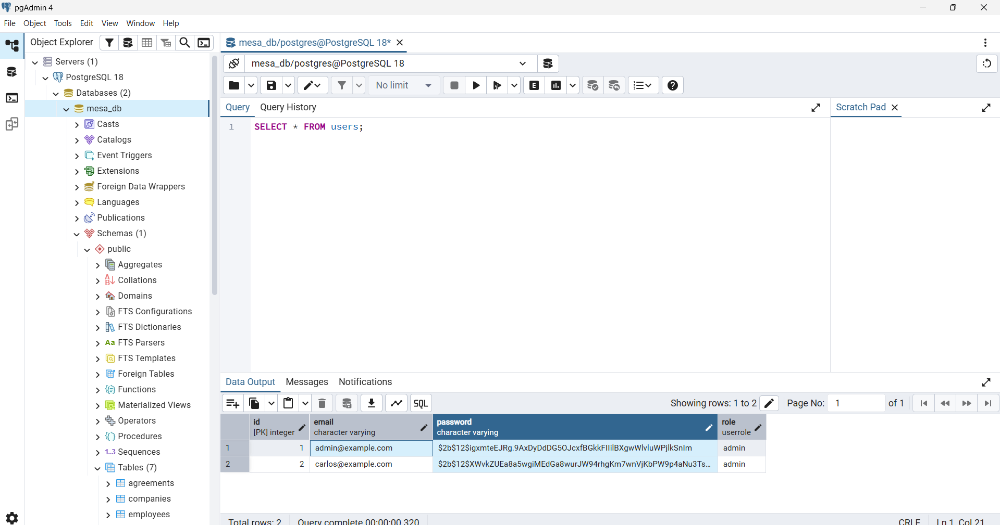 pgAdmin 4
File Object Tools Edit View Window Help
Object Explorer
mesa_db/postgres@PostgreSQL 18*
Servers (1)
PostgreSQL 18
Databases (2)
mesa_db
Casts
Catalogs
Event Triggers
Extensions
Foreign Data Wrappers
Languages
Publications
Schemas (1)
public
Aggregates
Collations
Domains
FTS Configurations
FTS Dictionaries
Aa FTS Parsers
FTS Templates
Foreign Tables
Functions
Materialized Views
Operators
Procedures
1..3 Sequences
Tables (7)
agreements
companies
employees
mesa_db/postgres@PostgreSQL 18
No limit
E
Query Query History
Scratch Pad
1 SELECT * FROM users;
Data Output Messages Notifications
SQL
Showing rows: 1 to 2 Page No: 1 of 1
id email password role
[PK] integer character varying character varying userrole
1 1 admin@example.com $2b$12$igxmteEJRg.9AxDyDdDG5OJcxfBGkkFIIilBXgwWlvluWPjlkSnlm admin
2 2 carlos@example.com $2b$12$XWvkZUEa8a5wgiMEdGa8wurJW94rhgKm7wnVjKbPW9p4aNu3Ts... admin
Total rows: 2 Query complete 00:00:00.320 CRLF Ln 1, Col 21